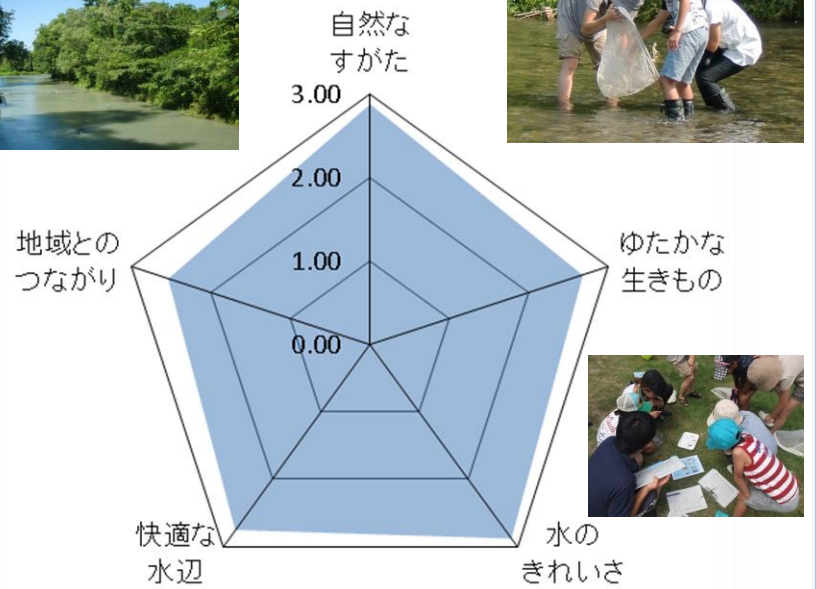 自然な
すがた
3.00
2.00
1.00
0.00
地域との
つながり
ゆたかな
生きもの
快適な
水辺
水の
きれいさ